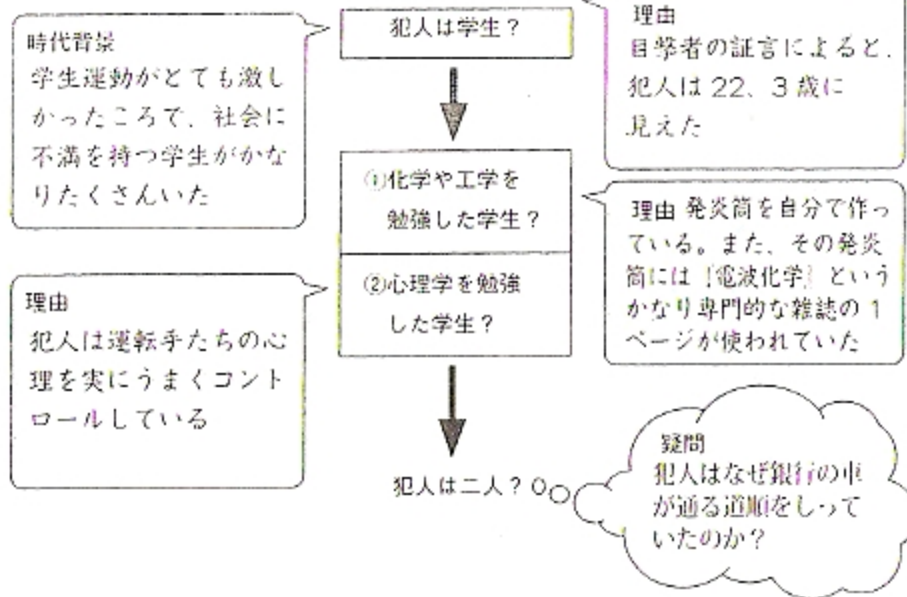 犯人は学生？
時代背景
学生運動がとても激し
かったころで、社会に
不満を持つ学生がかな
りたくさんいた
理由
目撃者の証言によると、
犯人は 22、3 歳に
見えた
①化学や工学を
勉強した学生？
②心理学を勉強
した学生？
理由 発炎筒を自分で作っ
ている。また、その発炎
筒には「電波化学」という
かなり専門的な雑誌の 1
ページが使われていた
理由
犯人は運転手たちの心
理を実にうまくコント
ロールしている
犯人は二人？
疑問
犯人はなぜ銀行の車
が通る道順をしって
いたのか？